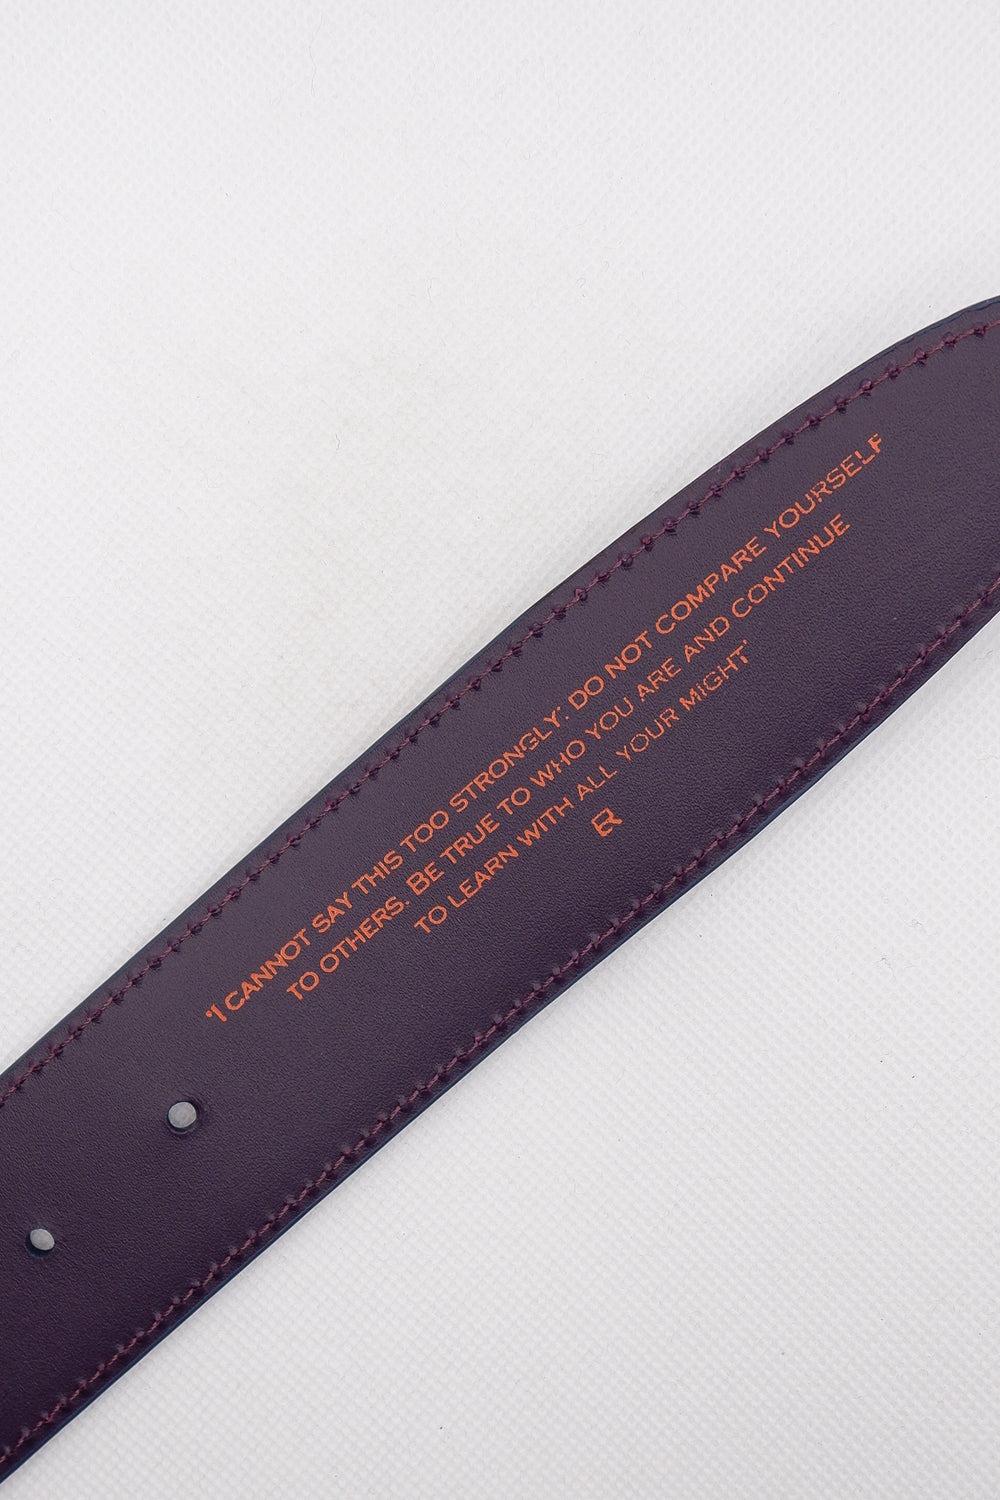 'I CANNOT SAY THIS TOO STRONGLY: DO NOT COMPARE YOURSELF
TO OTHERS. BE TRUE TO WHO YOU ARE AND CONTINUE
TO LEARN WITH ALL YOUR MIGHT'